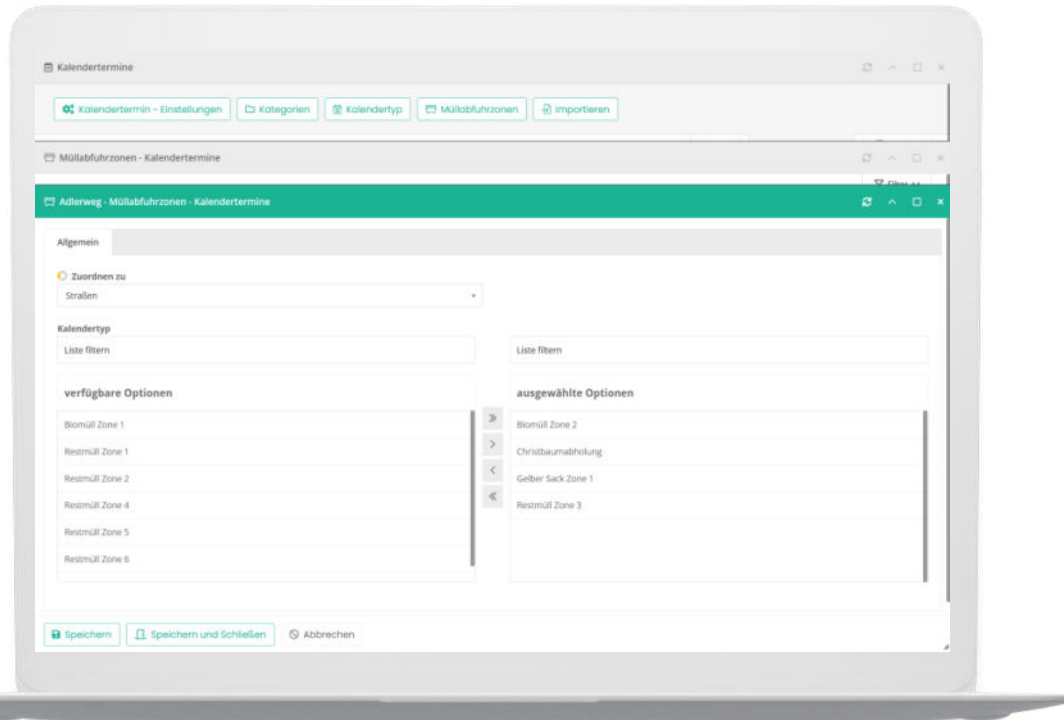 Kalendertermine
Kalendertermin - Einstellungen Kategorien Kalendertyp Müllabfuhrzonen Importieren
Müllabfuhrzonen - Kalendertermine
Adlerweg - Müllabfuhrzonen - Kalendertermine
Allgemein
Zuordnen zu
Straßen
Kalendertyp
Liste filtern Liste filtern
verfügbare Optionen ausgewählte Optionen
Biomüll Zone 1 Biomüll Zone 2
Restmüll Zone 1 Christbaumabholung
Restmüll Zone 2 Gelber Sack Zone 1
Restmüll Zone 4 Restmüll Zone 3
Restmüll Zone 5
Restmüll Zone 6
Speichern Speichern und Schließen Abbrechen